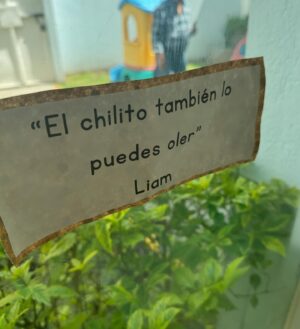 “El chilito también lo
puedes oler”
Liam